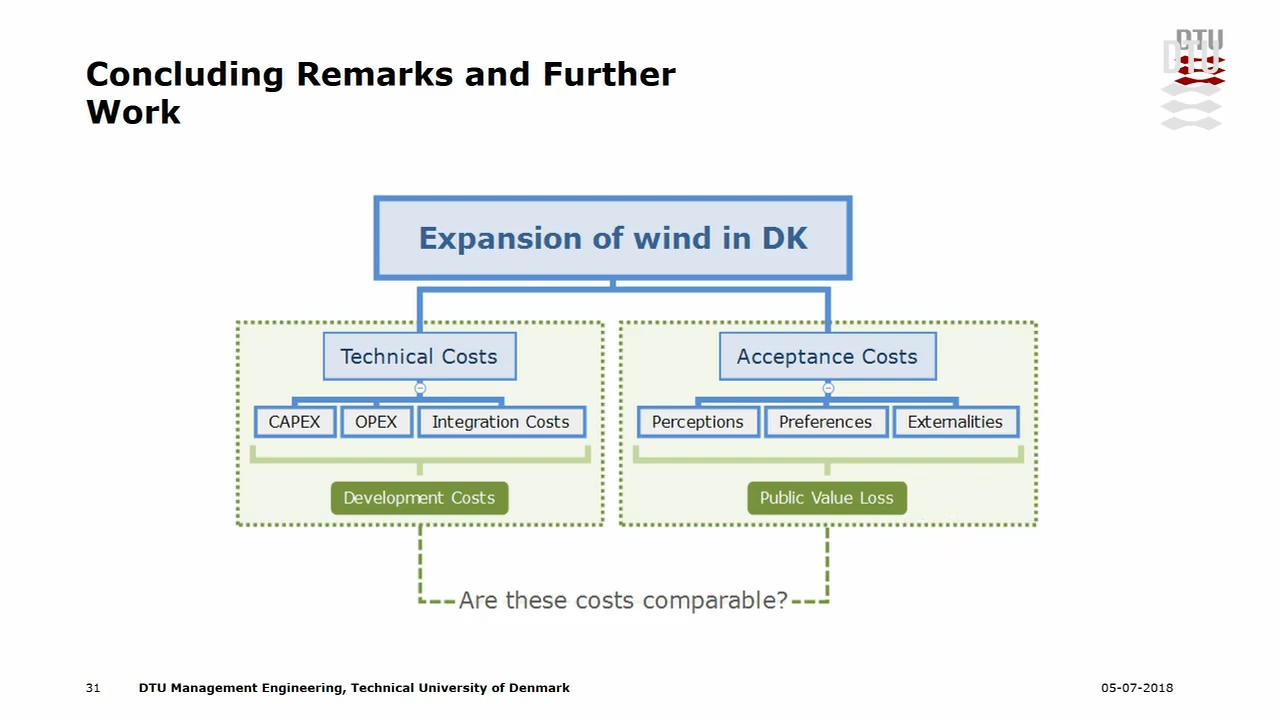 Concluding Remarks and Further
Work
DTU
DTU
Expansion of wind in DK
Technical Costs
Acceptance Costs
CAPEX
OPEX
Integration Costs
Perceptions
Preferences
Externalities
Development Costs
Public Value Loss
Are these costs comparable?
31
DTU Management Engineering, Technical University of Denmark
05-07-2018